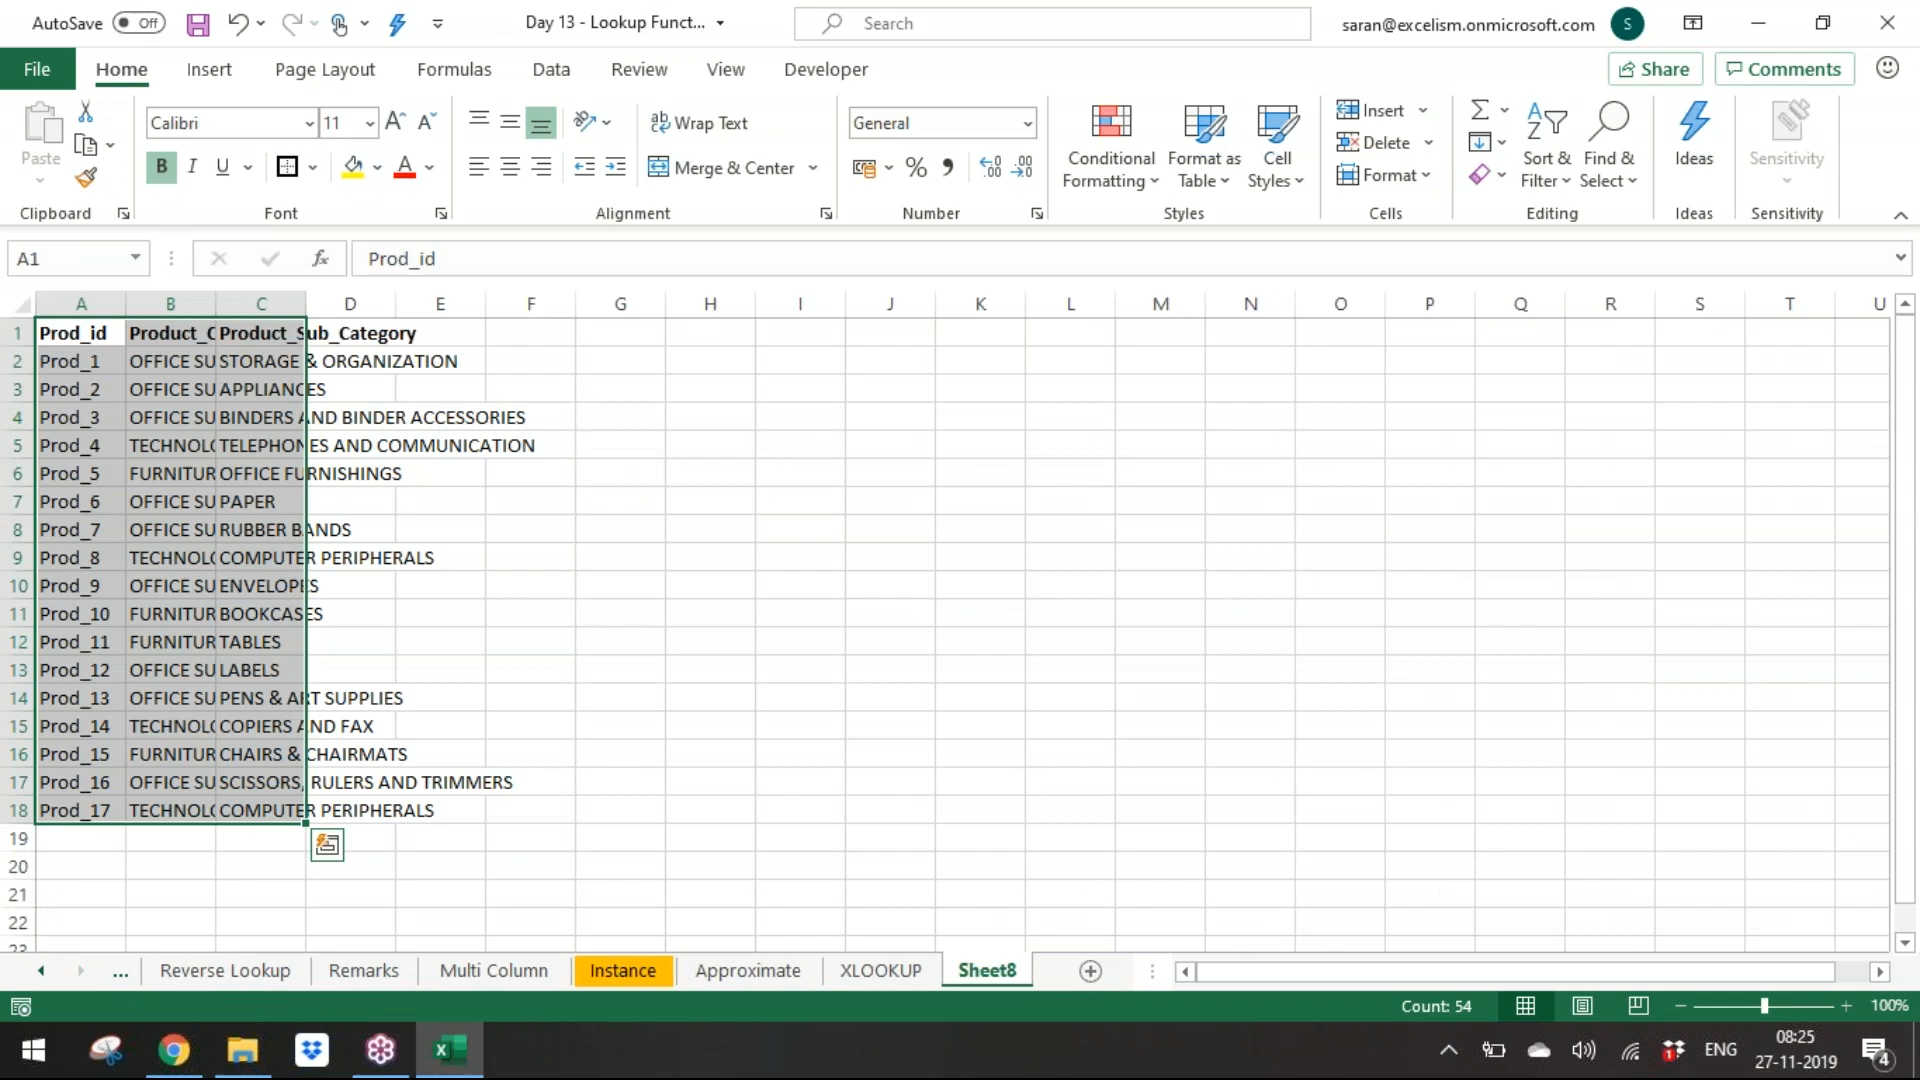 AutoSave Off Day 13 - Lookup Funct... Search saran@excelism.onmicrosoft.com S
File Home Insert Page Layout Formulas Data Review View Developer Share Comments
Paste Calibri 11 Wrap Text General Conditional Formatting Format as Table Cell Styles Insert Delete Format Sort & Filter Find & Select Ideas Sensitivity
B I U Merge & Center
Clipboard Font Alignment Number Styles Cells Editing Ideas Sensitivity
A1 fx Prod_id
A B C D E F G H I J K L M N O P Q R S T U
1 Prod_id Product_C Product_Sub_Category
2 Prod_1 OFFICE SU STORAGE & ORGANIZATION
3 Prod_2 OFFICE SU APPLIANCES
4 Prod_3 OFFICE SU BINDERS AND BINDER ACCESSORIES
5 Prod_4 TECHNOLO TELEPHONES AND COMMUNICATION
6 Prod_5 FURNITUR OFFICE FURNISHINGS
7 Prod_6 OFFICE SU PAPER
8 Prod_7 OFFICE SU RUBBER BANDS
9 Prod_8 TECHNOLO COMPUTER PERIPHERALS
10 Prod_9 OFFICE SU ENVELOPES
11 Prod_10 FURNITUR BOOKCASES
12 Prod_11 FURNITUR TABLES
13 Prod_12 OFFICE SU LABELS
14 Prod_13 OFFICE SU PENS & ART SUPPLIES
15 Prod_14 TECHNOLO COPIERS AND FAX
16 Prod_15 FURNITUR CHAIRS & CHAIRMATS
17 Prod_16 OFFICE SU SCISSORS, RULERS AND TRIMMERS
18 Prod_17 TECHNOLO COMPUTER PERIPHERALS
19
20
21
22
23
... Reverse Lookup Remarks Multi Column Instance Approximate XLOOKUP Sheet8
Count: 54 100%
ENG 08:25
27-11-2019 4